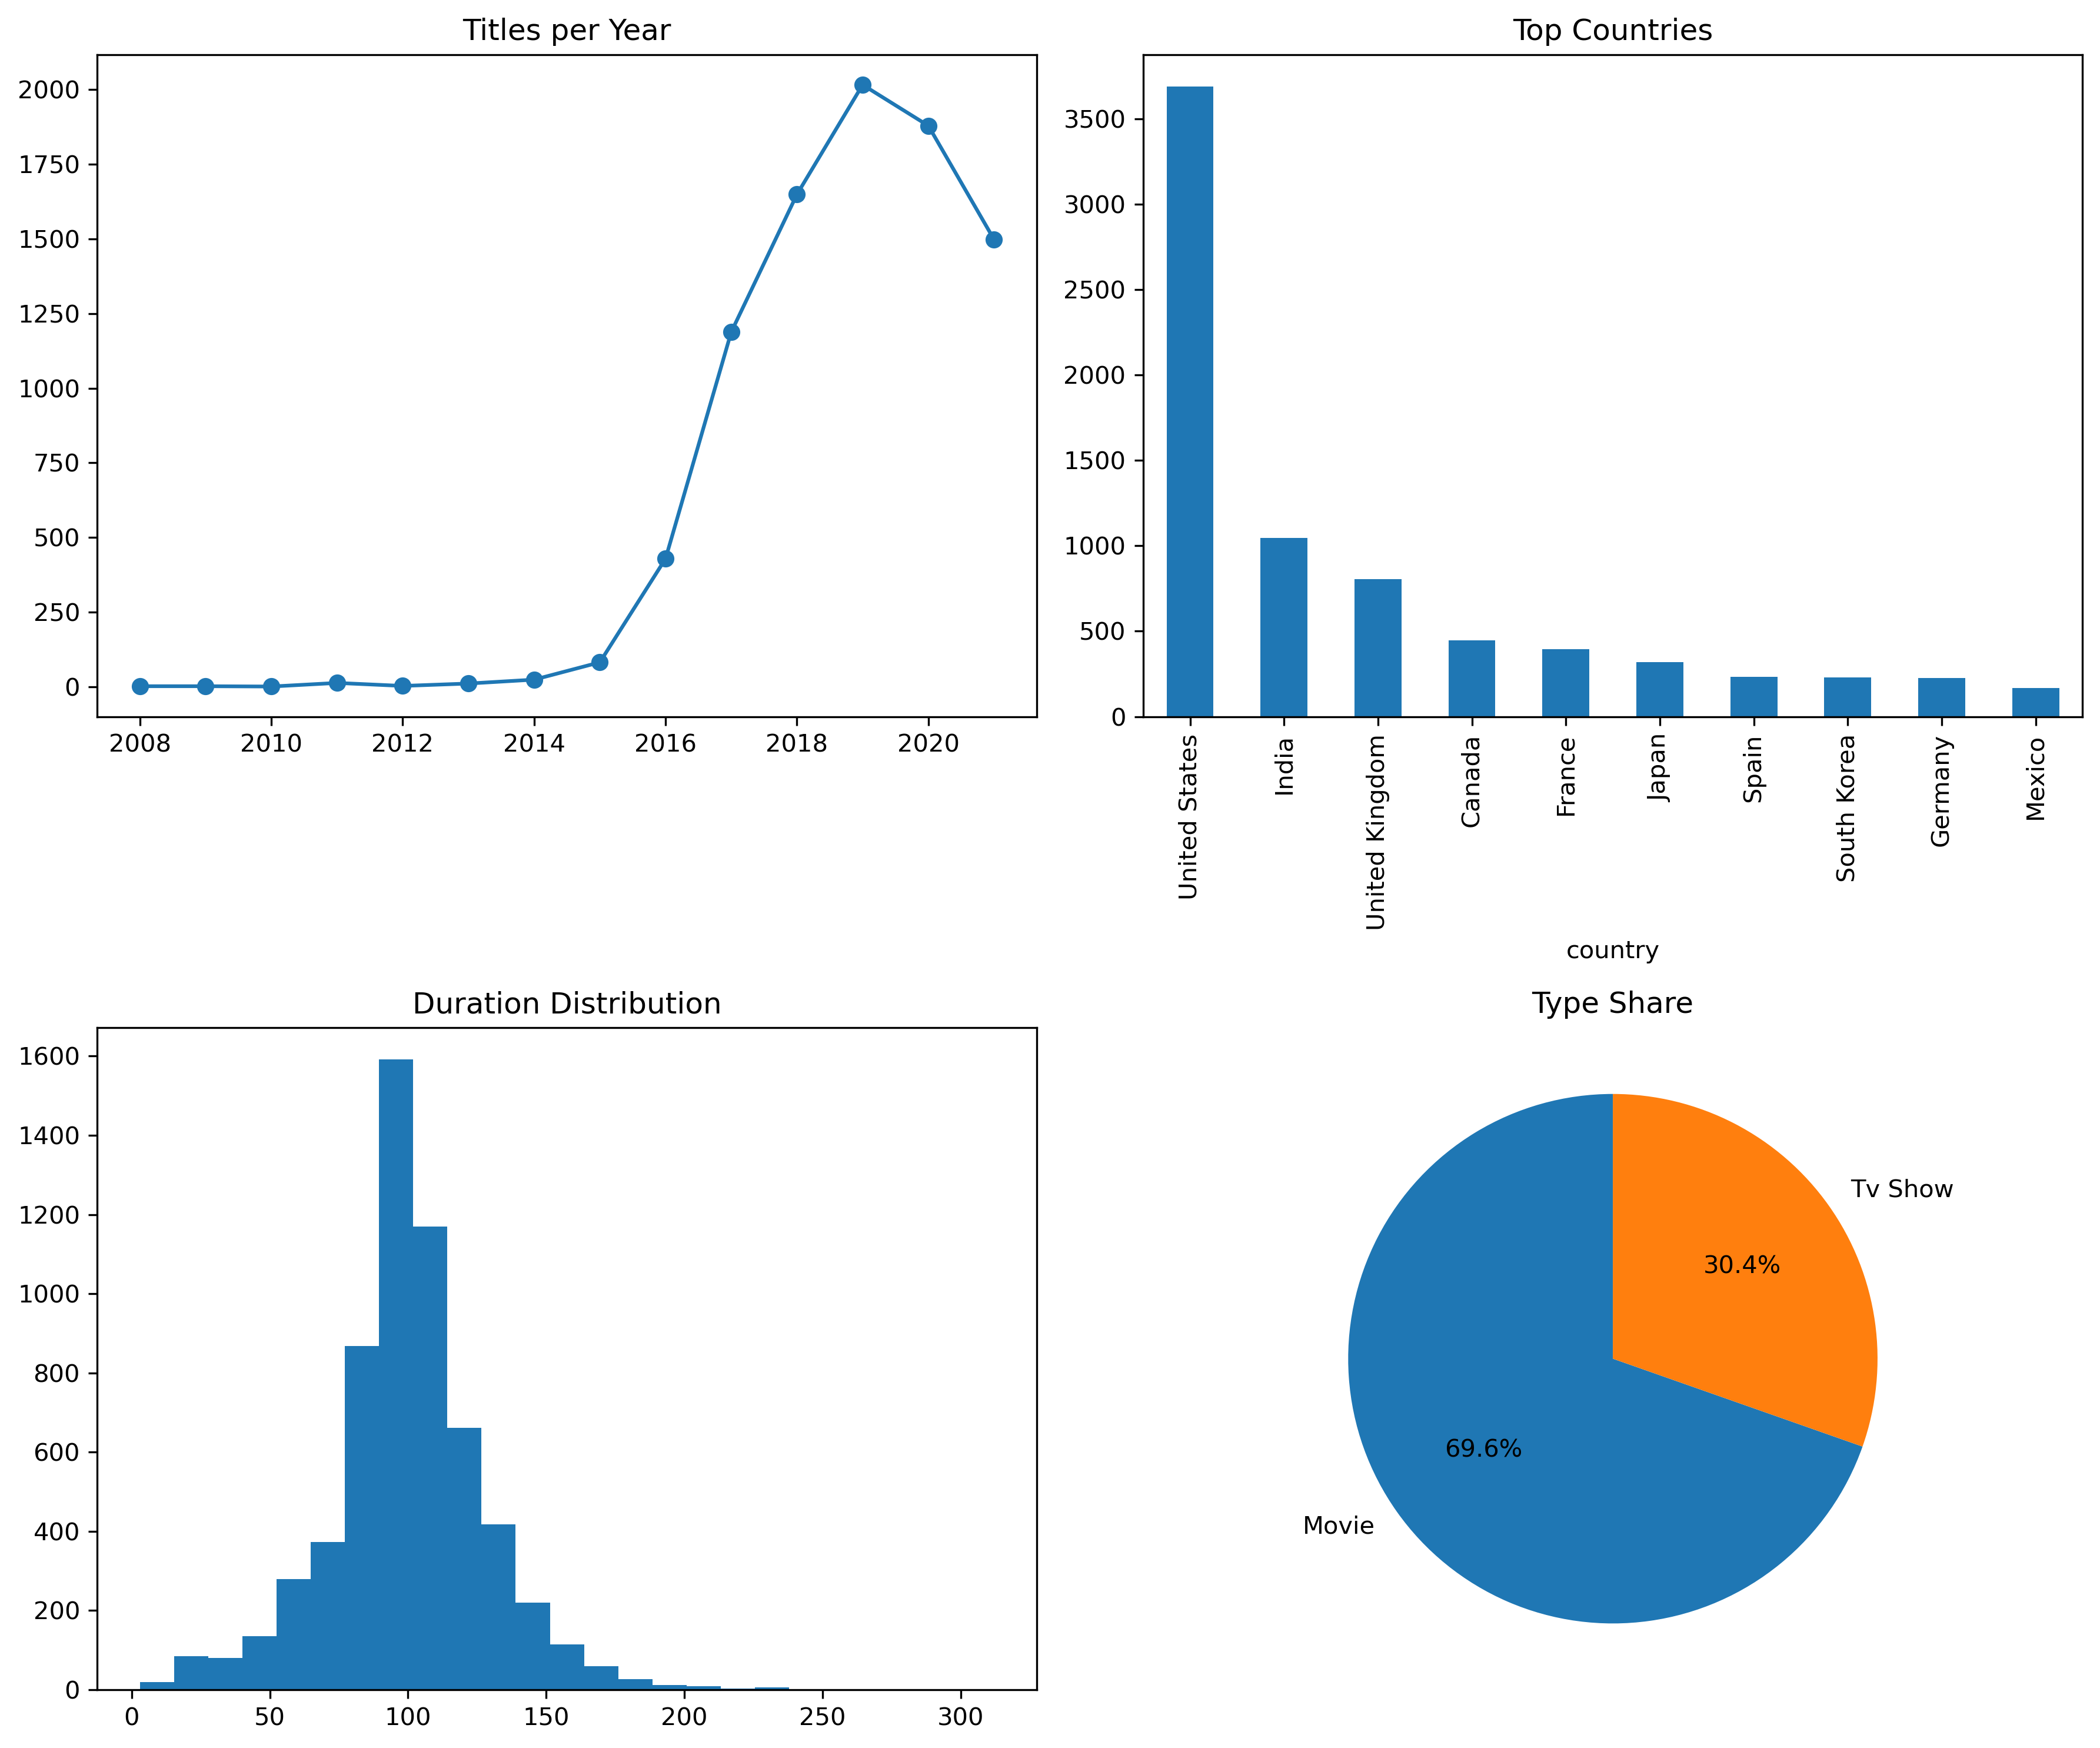 Titles per Year
2000
1750
1500
1250
1000
750
500
250
0
2008 2010 2012 2014 2016 2018 2020
Top Countries
3500
3000
2500
2000
1500
1000
500
0
United States
India
United Kingdom
Canada
France
Japan
Spain
South Korea
Germany
Mexico
country
Duration Distribution
1600
1400
1200
1000
800
600
400
200
0
0 50 100 150 200 250 300
Type Share
Tv Show
30.4%
69.6%
Movie